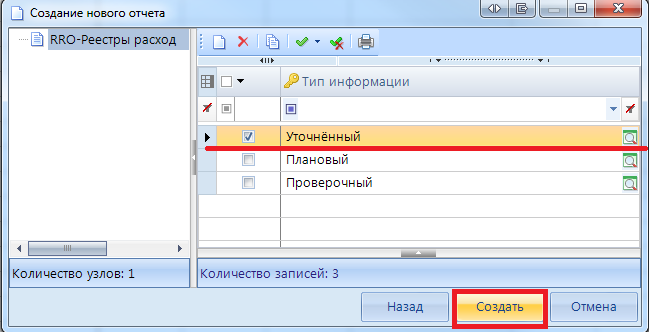 Создание нового отчета
RRO-Реестры расход
Тип информации
Уточнённый
Плановый
Проверочный
Количество узлов: 1
Количество записей: 3
Назад
Создать
Отмена